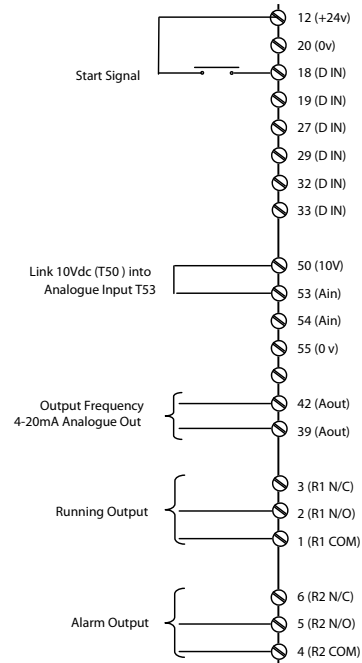 12 (+24v)
20 (0v)
Start Signal
18 (D IN)
19 (D IN)
27 (D IN)
29 (D IN)
32 (D IN)
33 (D IN)
50 (10V)
Link 10Vdc (T50 ) into
Analogue Input T53
53 (Ain)
54 (Ain)
55 (0 v)
42 (Aout)
Output Frequency
4-20mA Analogue Out
39 (Aout)
3 (R1 N/C)
Running Output
2 (R1 N/O)
1 (R1 COM)
6 (R2 N/C)
Alarm Output
5 (R2 N/O)
4 (R2 COM)